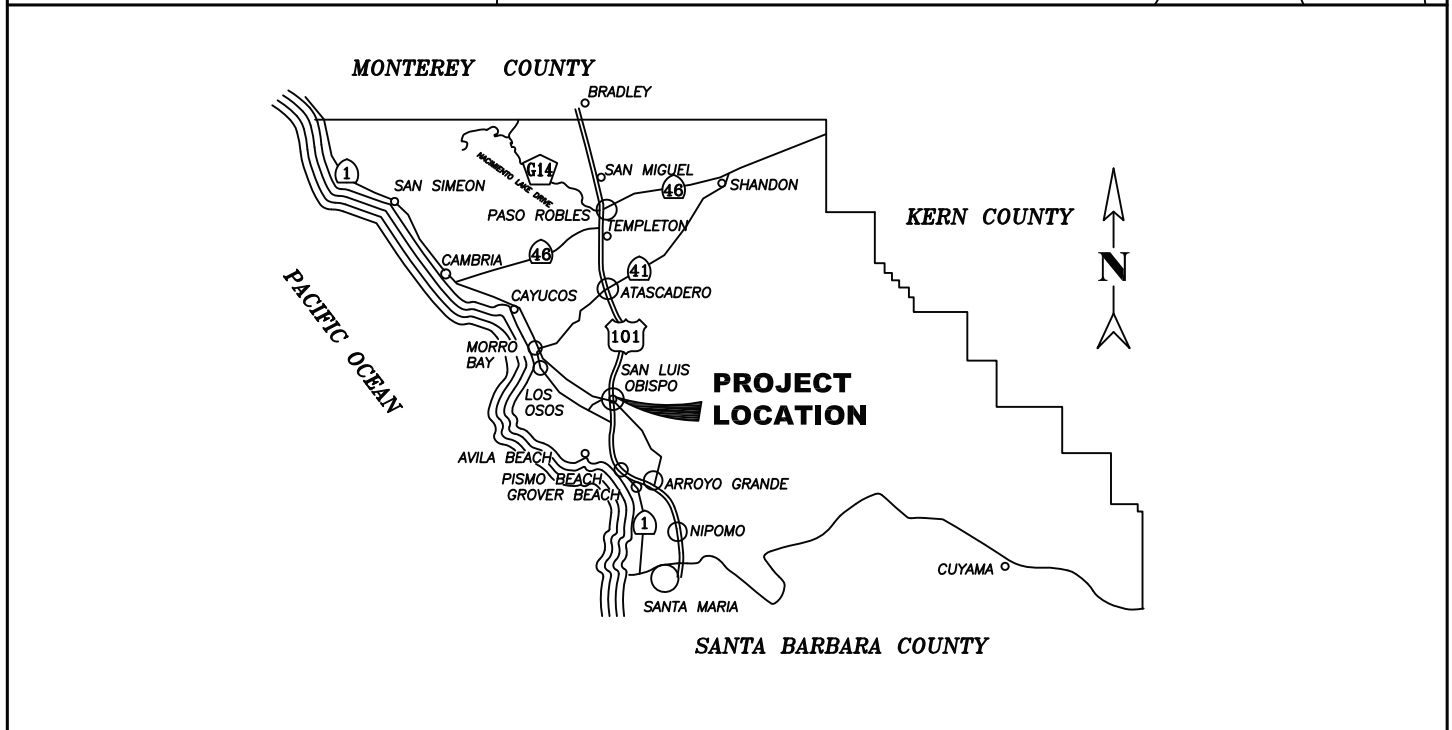 MONTEREY COUNTY
BRADLEY
1
G14
NACIMIENTO LAKE DRIVE
SAN MIGUEL
SAN SIMEON
46
SHANDON
PASO ROBLES
TEMPLETON
KERN COUNTY
46
CAMBRIA
41
N
PACIFIC OCEAN
CAYUCOS
ATASCADERO
101
MORRO
BAY
SAN LUIS
OBISPO
PROJECT
LOCATION
LOS
OSOS
AVILA BEACH
PISMO BEACH
GROVER BEACH
ARROYO GRANDE
1
NIPOMO
CUYAMA
SANTA MARIA
SANTA BARBARA COUNTY